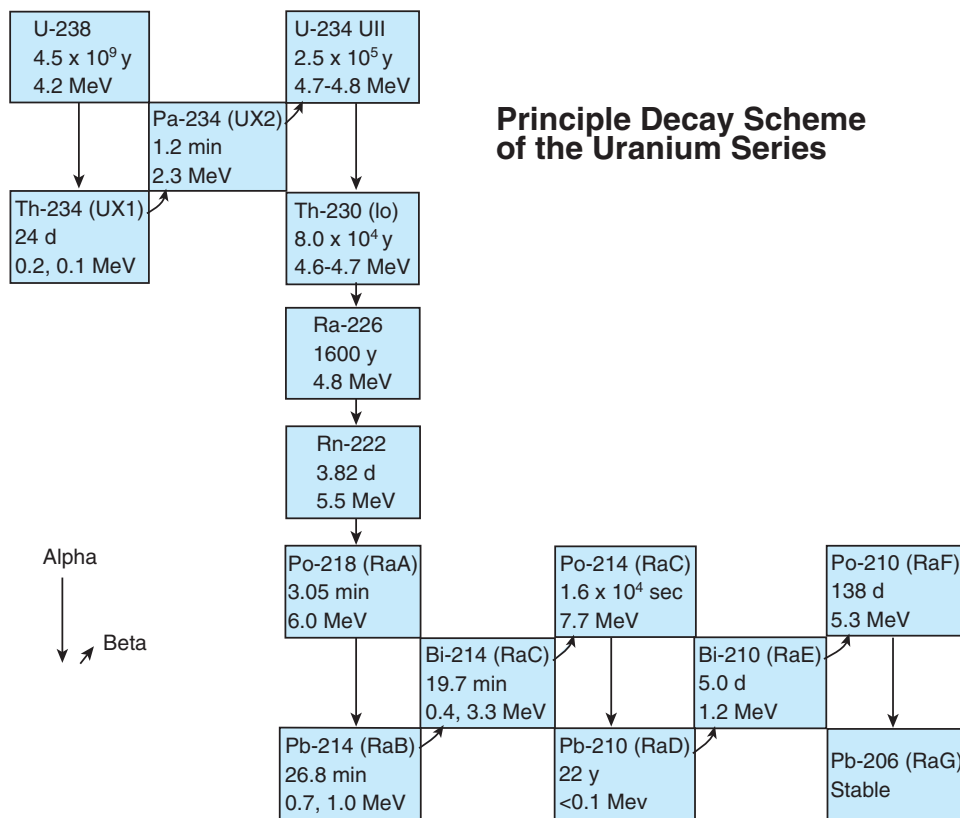 U-238
4.5 x 10⁹ y
4.2 MeV
U-234 UII
2.5 x 10⁵ y
4.7-4.8 MeV
Principle Decay Scheme
of the Uranium Series
Pa-234 (UX2)
1.2 min
2.3 MeV
Th-234 (UX1)
24 d
0.2, 0.1 MeV
Th-230 (Io)
8.0 x 10⁴ y
4.6-4.7 MeV
Ra-226
1600 y
4.8 MeV
Rn-222
3.82 d
5.5 MeV
Alpha
Beta
Po-218 (RaA)
3.05 min
6.0 MeV
Po-214 (RaC)
1.6 x 10⁴ sec
7.7 MeV
Po-210 (RaF)
138 d
5.3 MeV
Bi-214 (RaC)
19.7 min
0.4, 3.3 MeV
Bi-210 (RaE)
5.0 d
1.2 MeV
Pb-214 (RaB)
26.8 min
0.7, 1.0 MeV
Pb-210 (RaD)
22 y
<0.1 Mev
Pb-206 (RaG)
Stable